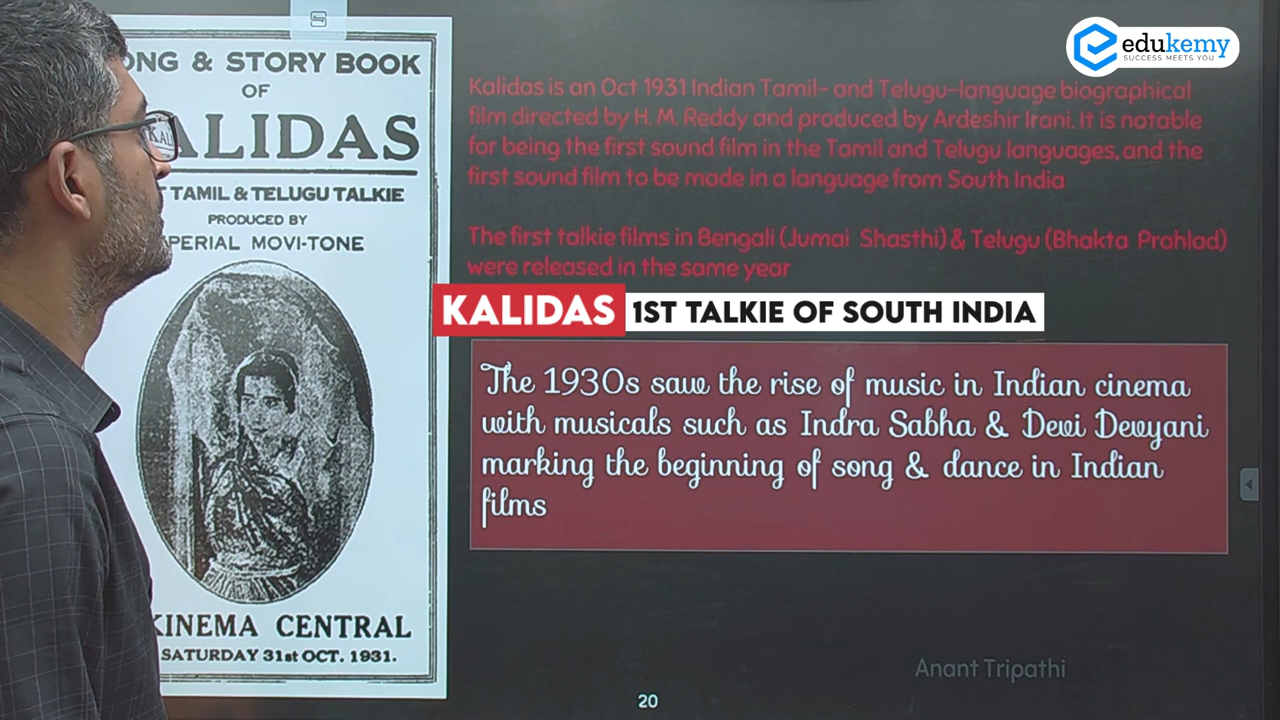 ONG & STORY BOOK
OF
ALIDAS
T TAMIL & TELUGU TALKIE
PRODUCED BY
PERIAL MOVI-TONE
KINEMA CENTRAL
SATURDAY 31st OCT. 1931.
edukemy
SUCCESS MEETS YOU
Kalidas is an Oct 1931 Indian Tamil- and Telugu-language biographical
film directed by H. M. Reddy and produced by Ardeshir Irani. It is notable
for being the first sound film in the Tamil and Telugu languages, and the
first sound film to be made in a language from South India
The first talkie films in Bengali (Jumai Shasthi) & Telugu (Bhakta Prahlad)
were released in the same year
KALIDAS 1ST TALKIE OF SOUTH INDIA
The 1930s saw the rise of music in Indian cinema
with musicals such as Indra Sabha & Devi Devyani
marking the beginning of song & dance in Indian
films
Anant Tripathi
20